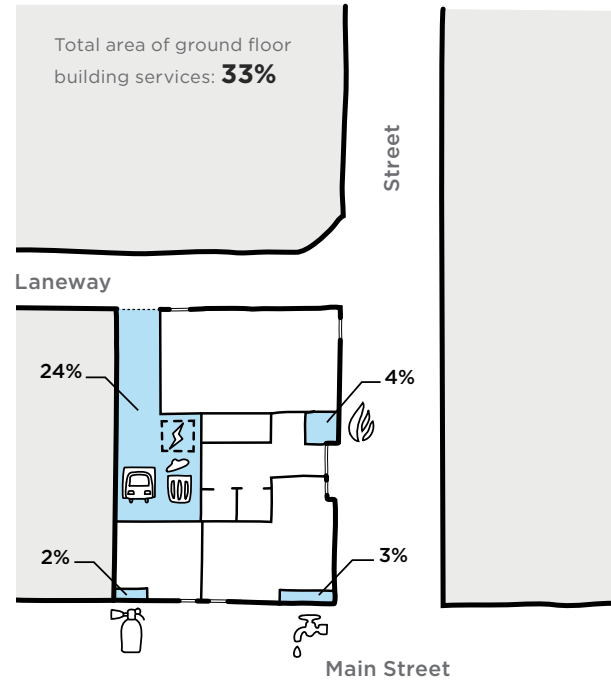 Total area of ground floor
building services: 33%
Street
Laneway
24%
4%
2%
3%
Main Street